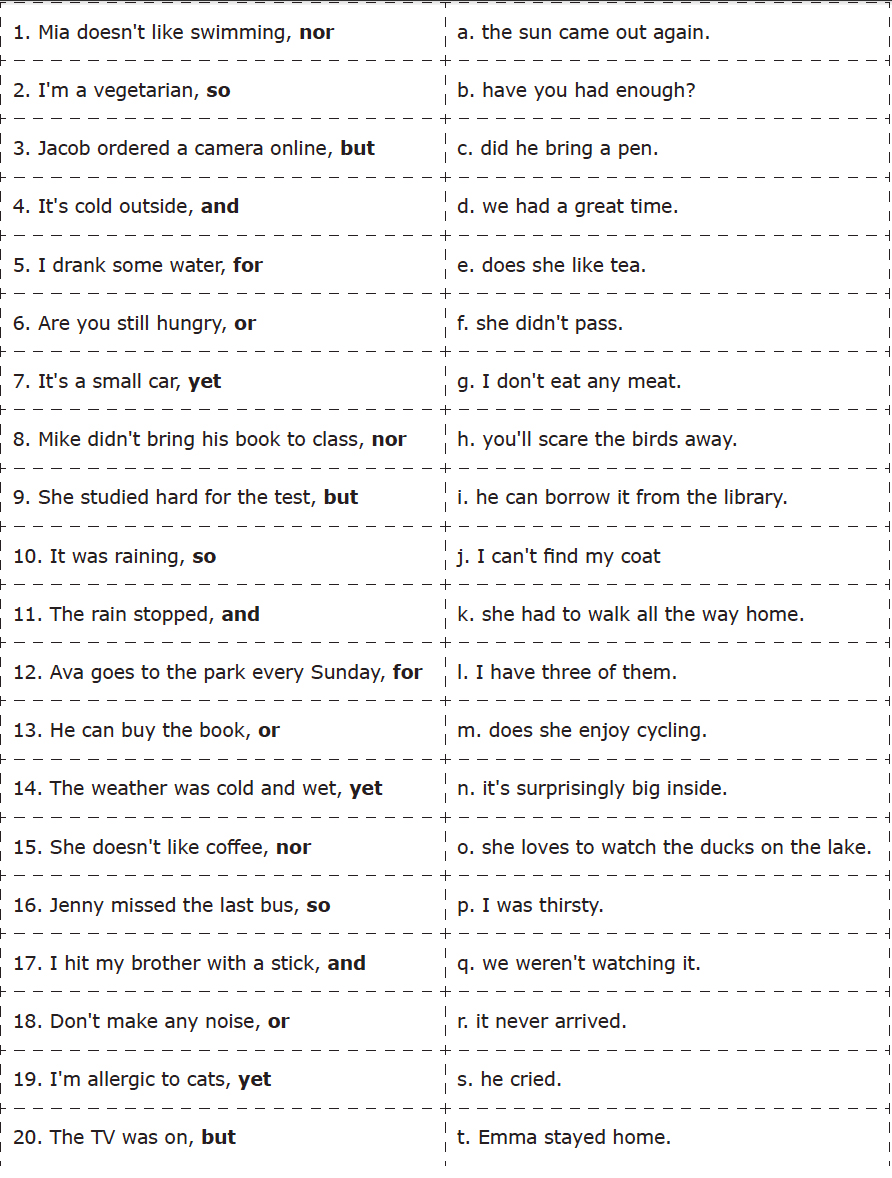 1. Mia doesn't like swimming, nor
a. the sun came out again.
2. I'm a vegetarian, so
b. have you had enough?
3. Jacob ordered a camera online, but
c. did he bring a pen.
4. It's cold outside, and
d. we had a great time.
5. I drank some water, for
e. does she like tea.
6. Are you still hungry, or
f. she didn't pass.
7. It's a small car, yet
g. I don't eat any meat.
8. Mike didn't bring his book to class, nor
h. you'll scare the birds away.
9. She studied hard for the test, but
i. he can borrow it from the library.
10. It was raining, so
j. I can't find my coat
11. The rain stopped, and
k. she had to walk all the way home.
12. Ava goes to the park every Sunday, for
l. I have three of them.
13. He can buy the book, or
m. does she enjoy cycling.
14. The weather was cold and wet, yet
n. it's surprisingly big inside.
15. She doesn't like coffee, nor
o. she loves to watch the ducks on the lake.
16. Jenny missed the last bus, so
p. I was thirsty.
17. I hit my brother with a stick, and
q. we weren't watching it.
18. Don't make any noise, or
r. it never arrived.
19. I'm allergic to cats, yet
s. he cried.
20. The TV was on, but
t. Emma stayed home.